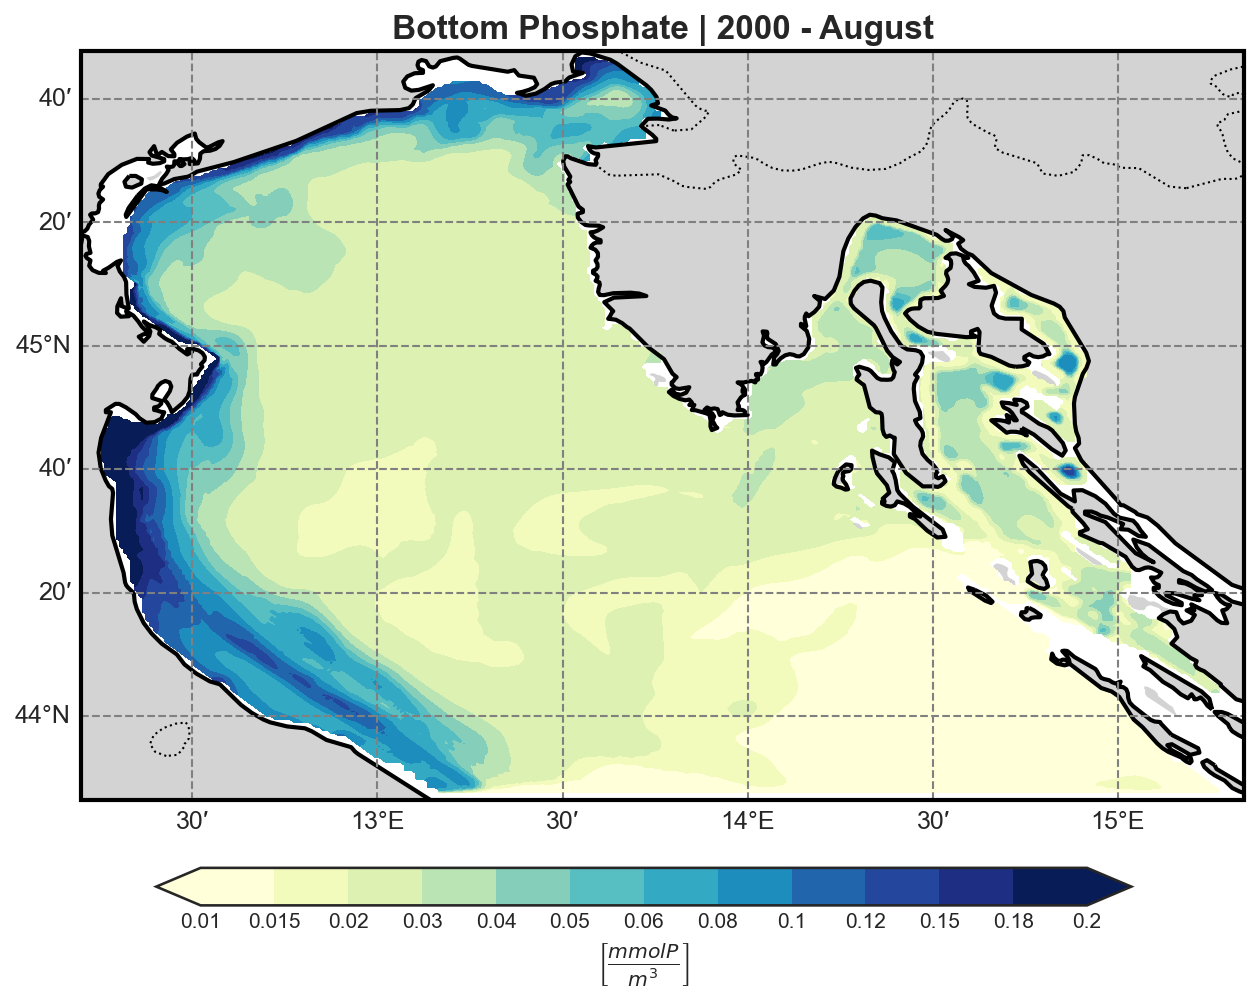 Bottom Phosphate | 2000 - August
40′
20′
45°N
40′
20′
44°N
30′ 13°E 30′ 14°E 30′ 15°E
0.01 0.015 0.02 0.03 0.04 0.05 0.06 0.08 0.1 0.12 0.15 0.18 0.2
[mmolP
m³]